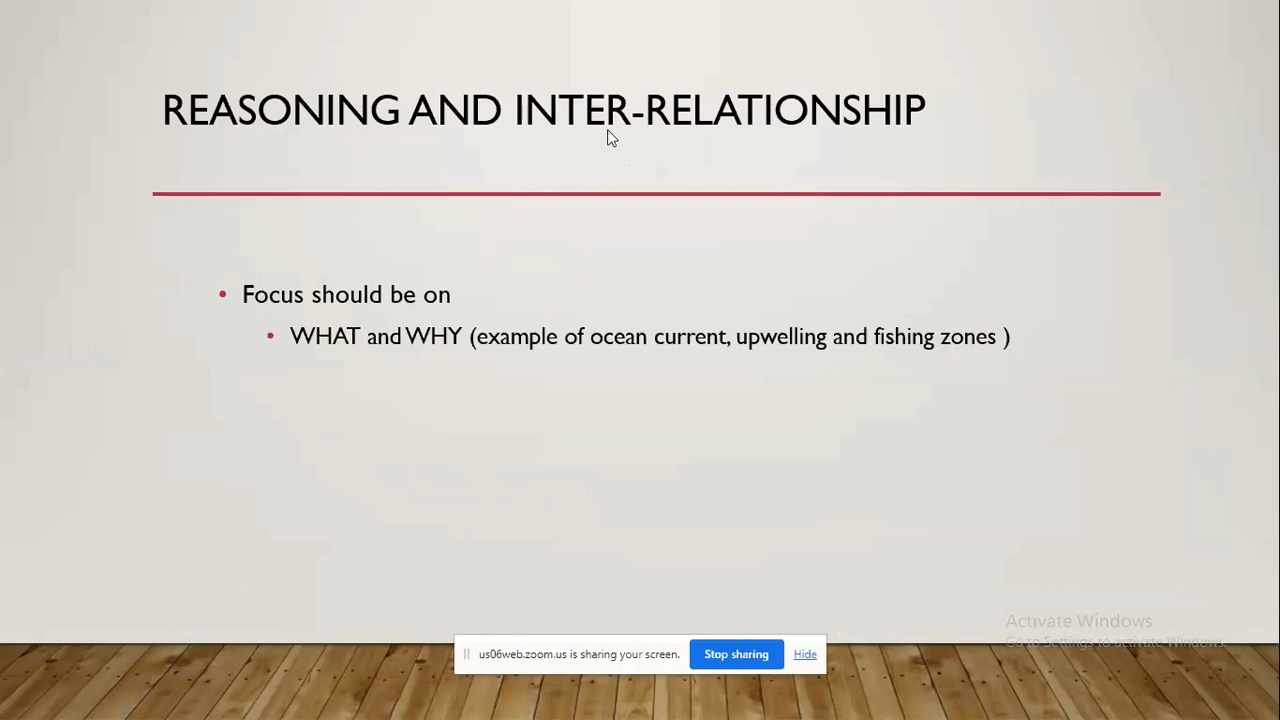 REASONING AND INTER-RELATIONSHIP
• Focus should be on
• WHAT and WHY (example of ocean current, upwelling and fishing zones )
Activate Windows
Go to Settings to activate Windows.
us06web.zoom.us is sharing your screen. Stop sharing Hide